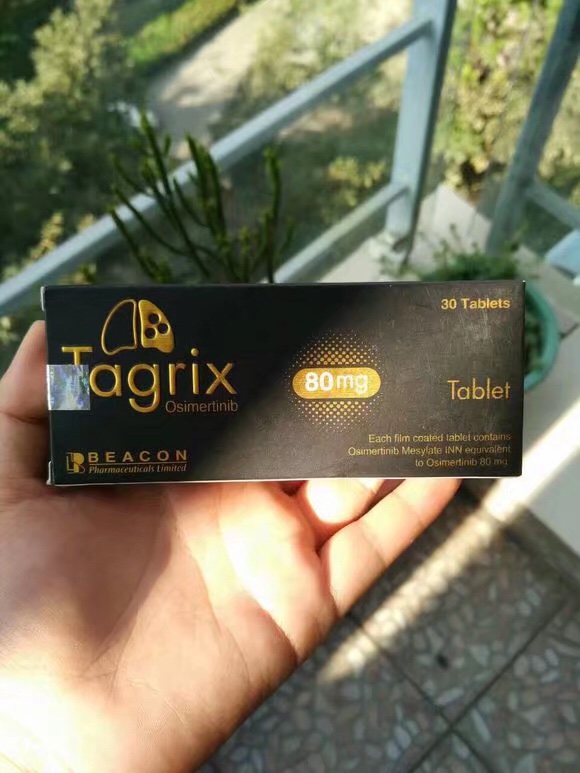 30 Tablets
Tagrix
Osimertinib
80mg
Tablet
Each film coated tablet contains
Osimertinib Mesylate INN equivalent
to Osimertinib 80 mg
BEACON
Pharmaceuticals Limited